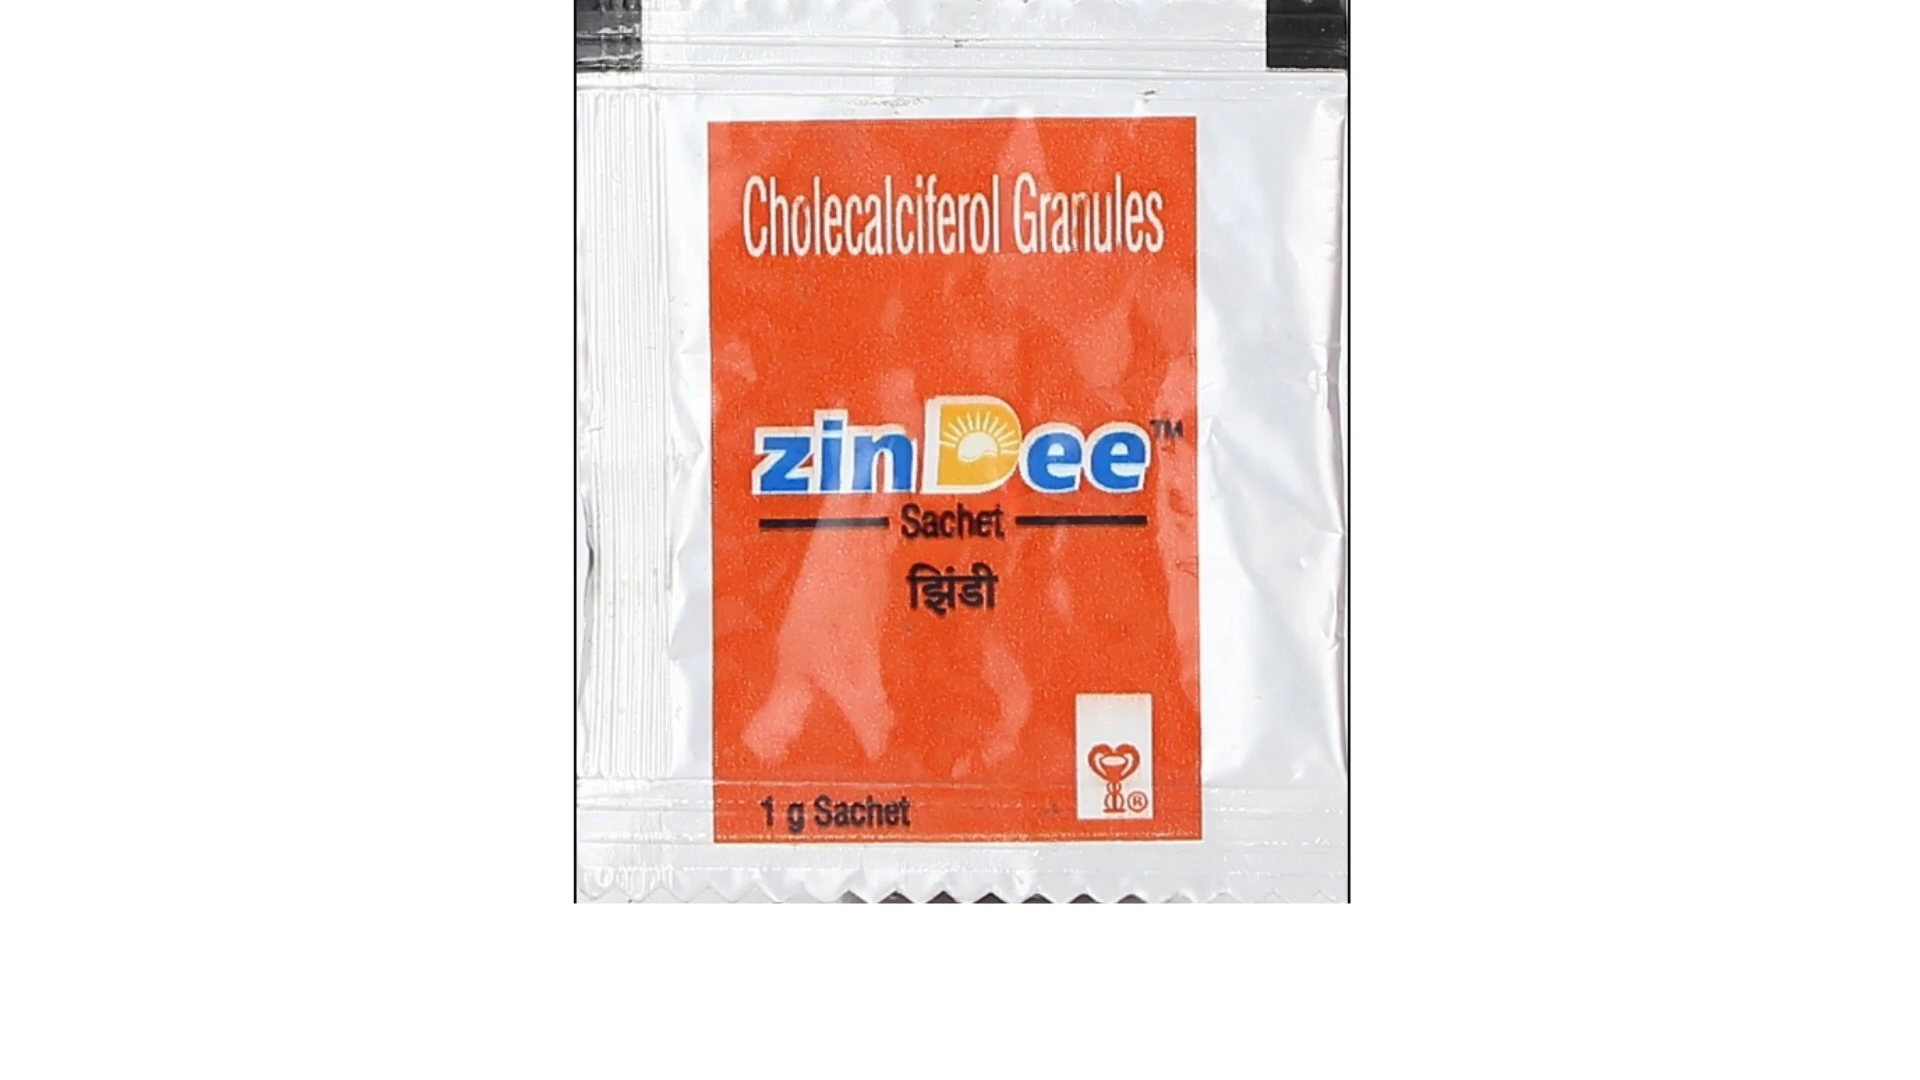 Cholecalciferol Granules
zinDee™
Sachet
झिंडी
1 g Sachet
®